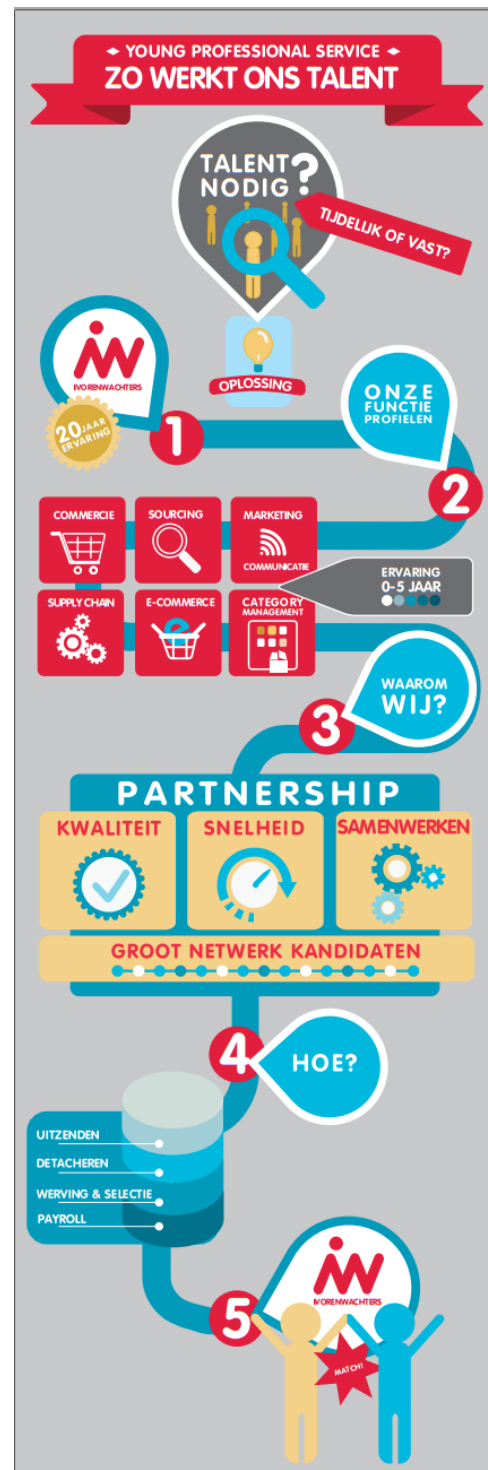 YOUNG PROFESSIONAL SERVICE
ZO WERKT ONS TALENT
TALENT
NODIG ?
TIJDELIJK OF VAST?
OPLOSSING
iw
IVORENWACHTERS
20 JAAR
ERVARING
1
ONZE
FUNCTIE
PROFIELEN
2
COMMERCIE
SOURCING
MARKETING
COMMUNICATIE
ERVARING
0-5 JAAR
SUPPLY CHAIN
E-COMMERCE
e
CATEGORY
MANAGEMENT
WAAROM
WIJ?
3
PARTNERSHIP
KWALITEIT
SNELHEID
SAMENWERKEN
GROOT NETWERK KANDIDATEN
4
HOE?
UITZENDEN
DETACHEREN
WERVING & SELECTIE
PAYROLL
iw
IVORENWACHTERS
5
MATCH!